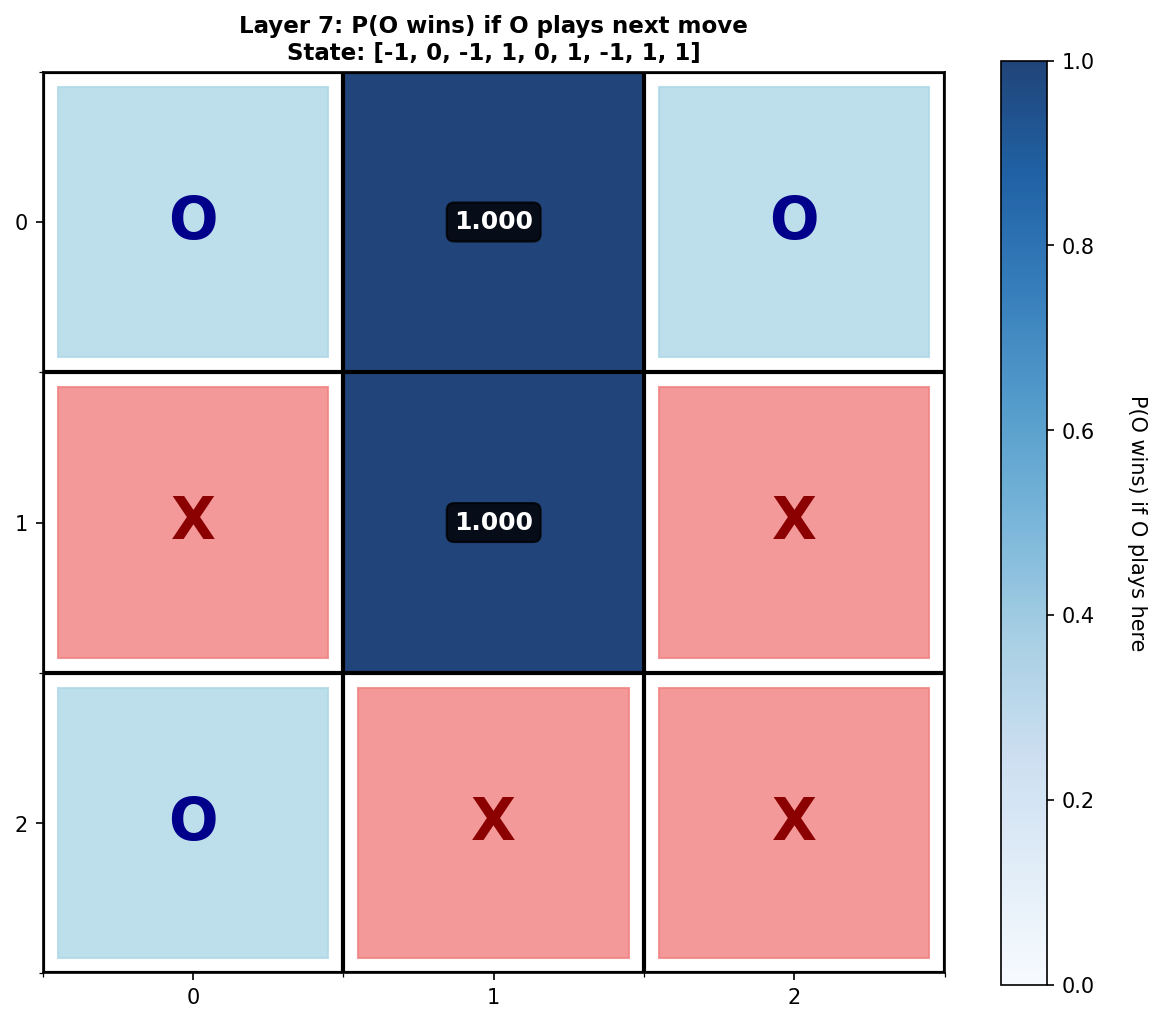 Layer 7: P(O wins) if O plays next move
State: [-1, 0, -1, 1, 0, 1, -1, 1, 1]
0
O
1.000
O
1
X
1.000
X
2
O
X
X
0
1
2
1.0
0.8
0.6
0.4
0.2
0.0
P(O wins) if O plays here